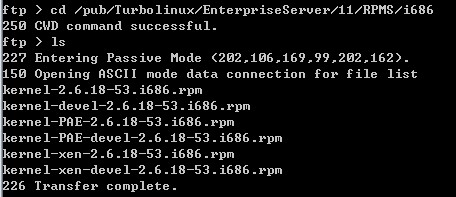 ftp > cd /pub/Turbolinux/EnterpriseServer/11/RPMS/i686
250 CWD command successful.
ftp > ls
227 Entering Passive Mode (202,106,169,99,202,162).
150 Opening ASCII mode data connection for file list
kernel-2.6.18-53.i686.rpm
kernel-devel-2.6.18-53.i686.rpm
kernel-PAE-2.6.18-53.i686.rpm
kernel-PAE-devel-2.6.18-53.i686.rpm
kernel-xen-2.6.18-53.i686.rpm
kernel-xen-devel-2.6.18-53.i686.rpm
226 Transfer complete.